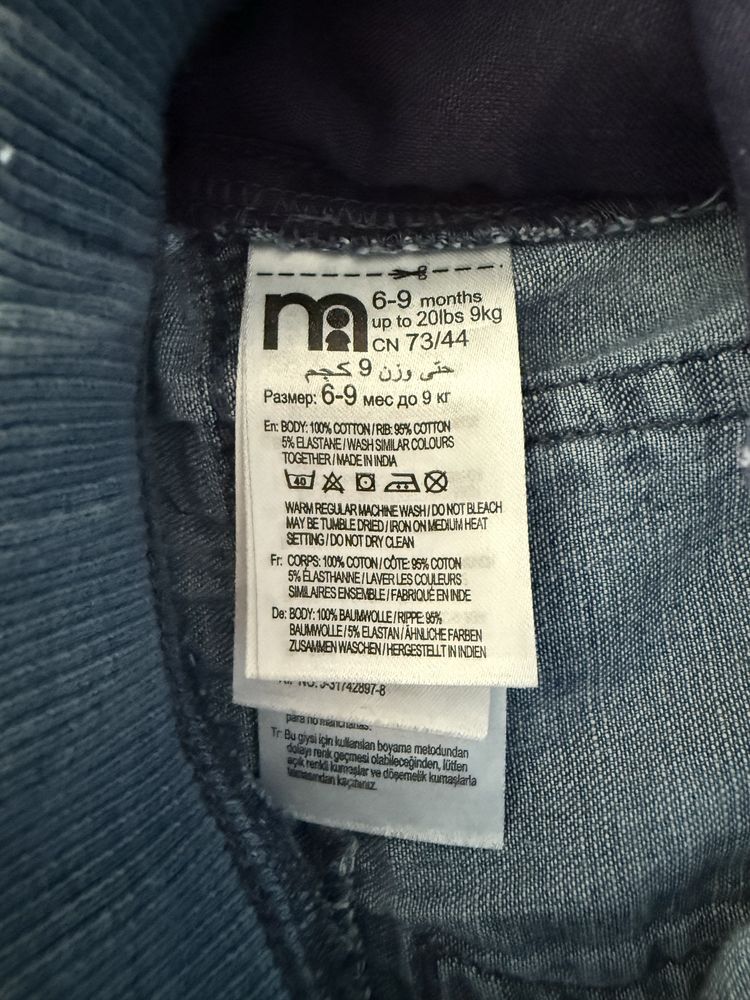 6-9 months
up to 20lbs 9kg
CN 73/44
حتى وزن 9 كجم
Размер: 6-9 мес до 9 кг
En: BODY: 100% COTTON / RIB: 95% COTTON
5% ELASTANE / WASH SIMILAR COLOURS
TOGETHER / MADE IN INDIA
40
WARM REGULAR MACHINE WASH / DO NOT BLEACH
MAY BE TUMBLE DRIED / IRON ON MEDIUM HEAT
SETTING / DO NOT DRY CLEAN
Fr: CORPS: 100% COTON / CÔTE: 95% COTON
5% ÉLASTHANNE / LAVER LES COULEURS
SIMILAIRES ENSEMBLE / FABRIQUÉ EN INDE
De: BODY: 100% BAUMWOLLE / RIPPE: 95%
BAUMWOLLE / 5% ELASTAN / ÄHNLICHE FARBEN
ZUSAMMEN WASCHEN / HERGESTELLT IN INDIEN
NO: J-31742897-8
para no manchanas.
Tr: Bu giysi için kullanılan boyama metodundan
dolayı renk geçmesi olabileceğinden, lütfen
açık renkli kumaşlar ve döşemelik kumaşlarla
temasından kaçınınız.